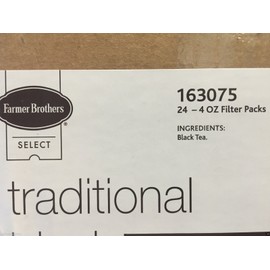 Farmer Brothers
®
SELECT
163075
24 – 4 OZ Filter Packs
INGREDIENTS:
Black Tea.
traditional